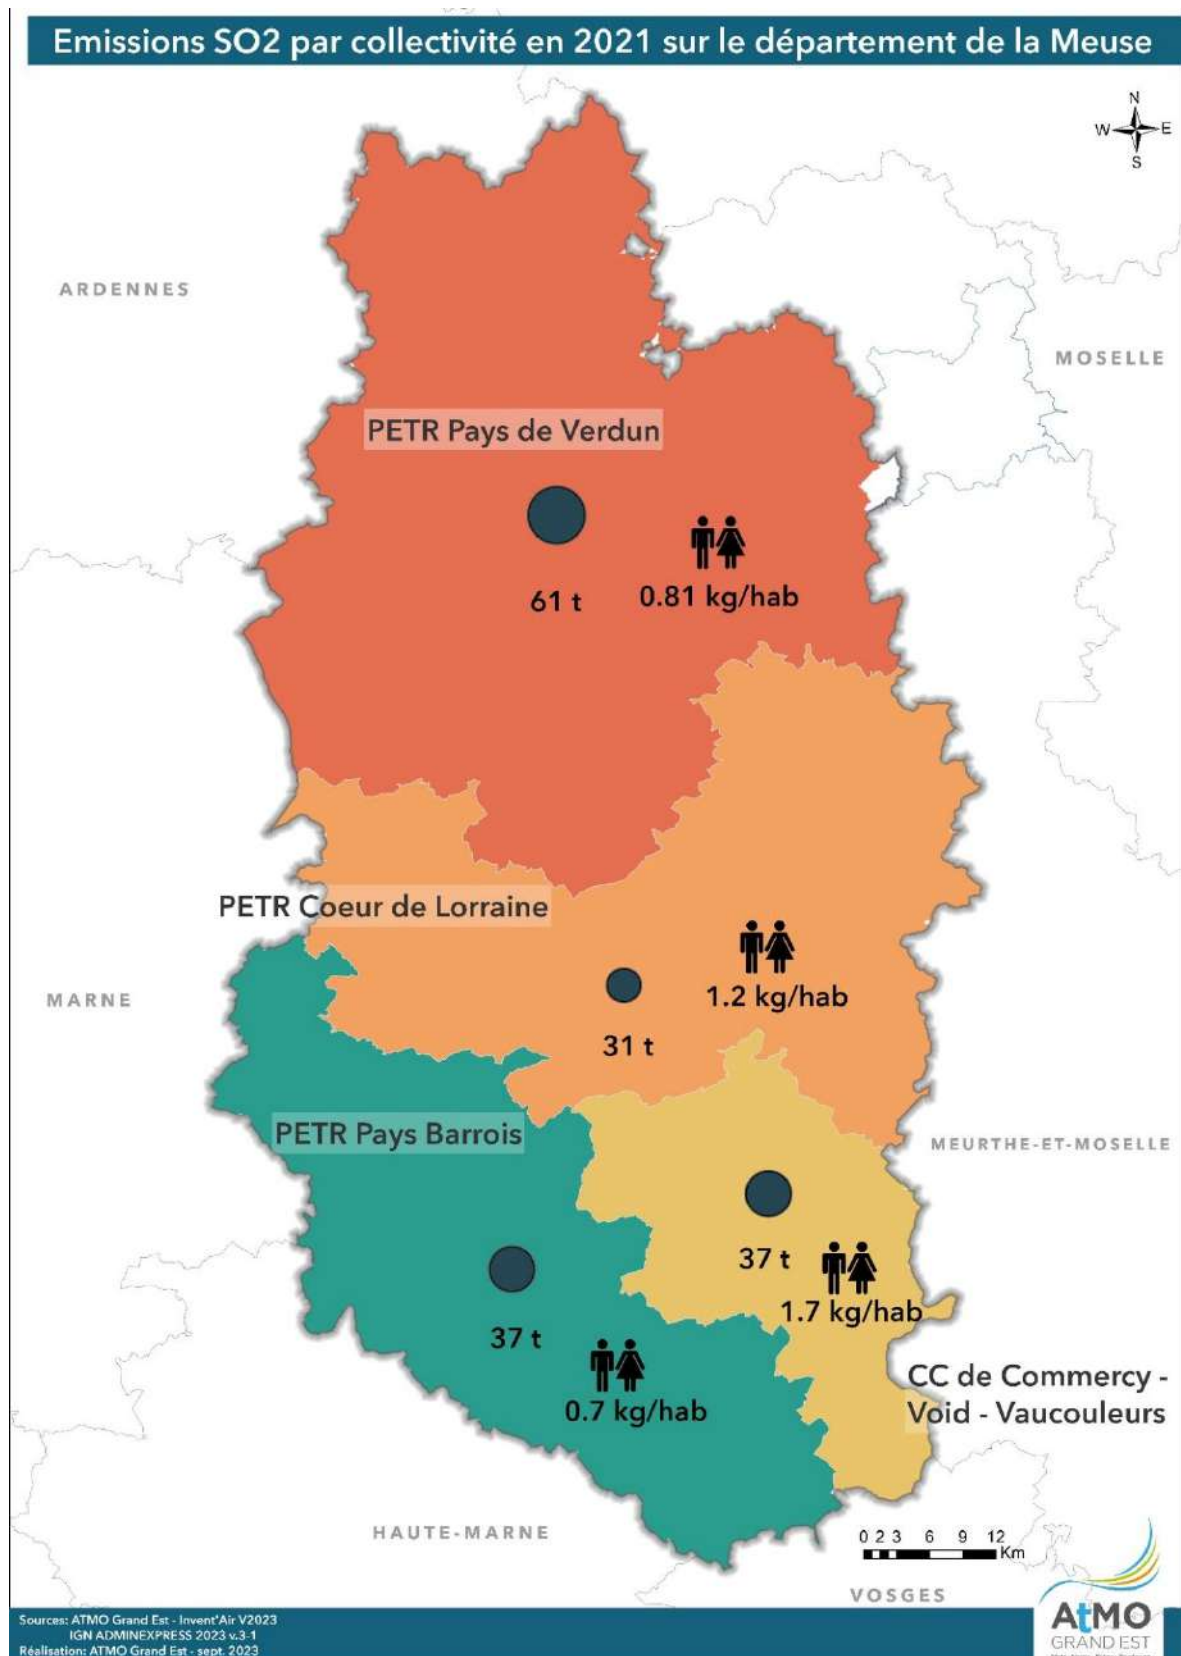 Emissions SO2 par collectivité en 2021 sur le département de la Meuse
N
W E
S
ARDENNES
MOSELLE
PETR Pays de Verdun
61 t
0.81 kg/hab
PETR Coeur de Lorraine
MARNE
1.2 kg/hab
31 t
PETR Pays Barrois
MEURTHE-ET-MOSELLE
37 t
1.7 kg/hab
37 t
0.7 kg/hab
CC de Commercy -
Void - Vaucouleurs
HAUTE-MARNE
0 2 3 6 9 12
Km
VOSGES
Sources: ATMO Grand Est - Invent'Air V2023
IGN ADMINEXPRESS 2023 v.3-1
Réalisation: ATMO Grand Est - sept. 2023
AtMO
GRAND EST